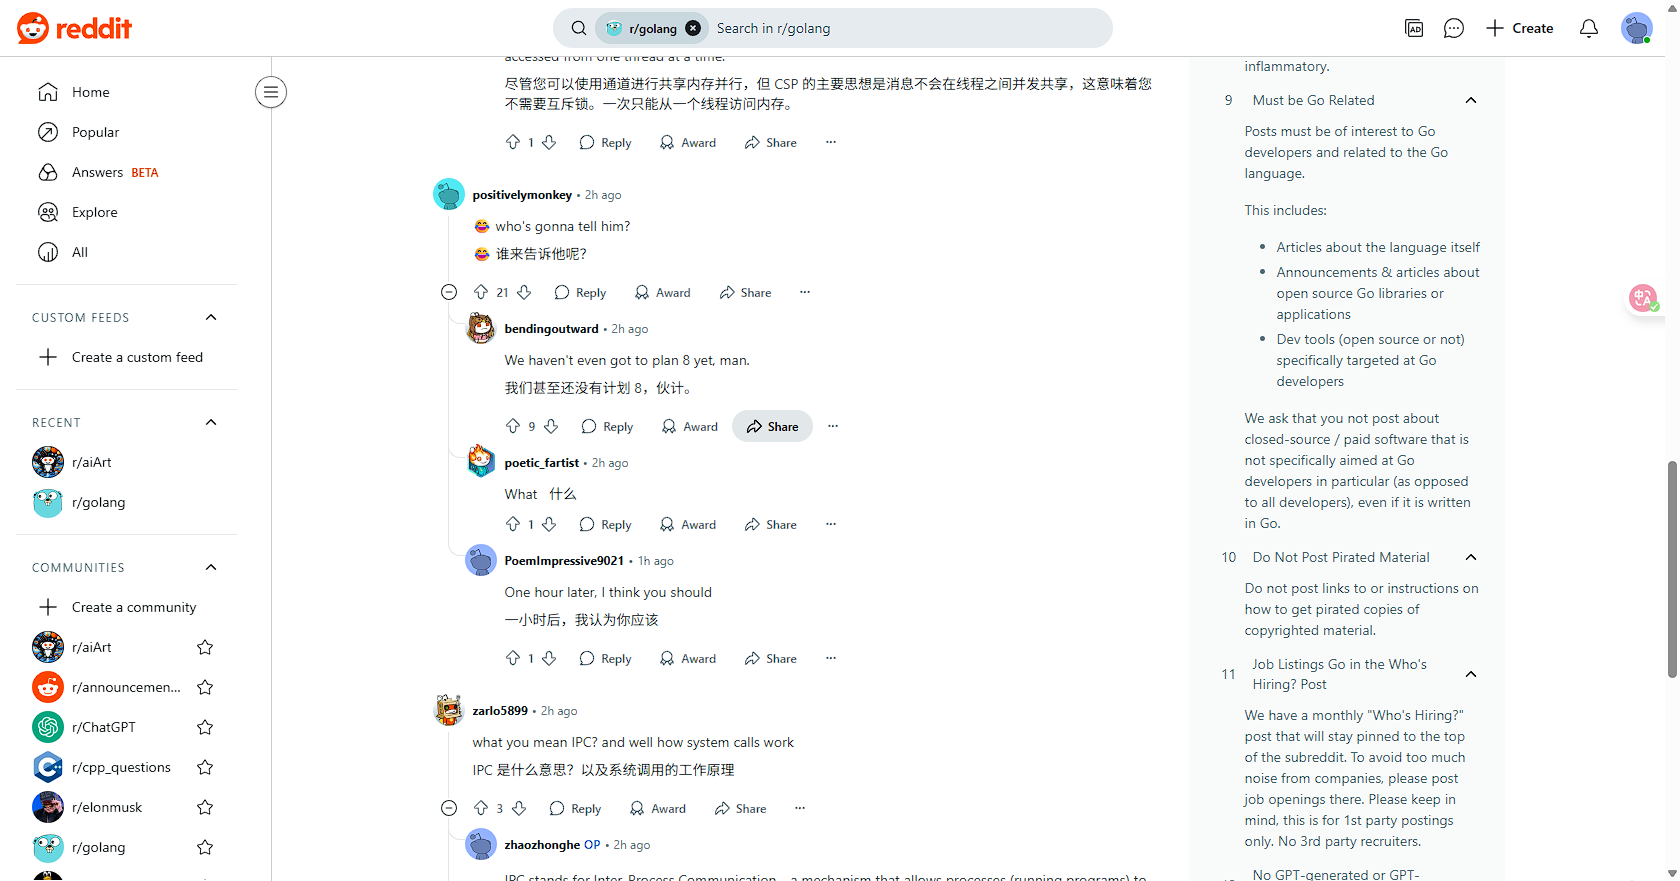 reddit
r/golang
Search in r/golang
Create
Home
Popular
Answers BETA
Explore
All
CUSTOM FEEDS
Create a custom feed
RECENT
r/aiArt
r/golang
COMMUNITIES
Create a community
r/aiArt
r/announcemen...
r/ChatGPT
r/cpp_questions
r/elonmusk
r/golang
accessed from one thread at a time.
尽管您可以使用通道进行共享内存并行，但 CSP 的主要思想是消息不会在线程之间并发共享，这意味着您
不需要互斥锁。一次只能从一个线程访问内存。
1 Reply Award Share
positivelymonkey • 2h ago
😂 who's gonna tell him?
😂 谁来告诉他呢？
21 Reply Award Share
bendingoutward • 2h ago
We haven't even got to plan 8 yet, man.
我们甚至还没有计划 8，伙计。
9 Reply Award Share
poetic_fartist • 2h ago
What 什么
1 Reply Award Share
PoemImpressive9021 • 1h ago
One hour later, I think you should
一小时后，我认为你应该
1 Reply Award Share
zarlo5899 • 2h ago
what you mean IPC? and well how system calls work
IPC 是什么意思？以及系统调用的工作原理
3 Reply Award Share
zhaozhonghe OP • 2h ago
IPC stands for Inter-Process Communication – a mechanism that allows processes (running programs) to
inflammatory.
9 Must be Go Related
Posts must be of interest to Go
developers and related to the Go
language.
This includes:
• Articles about the language itself
• Announcements & articles about
open source Go libraries or
applications
• Dev tools (open source or not)
specifically targeted at Go
developers
We ask that you not post about
closed-source / paid software that is
not specifically aimed at Go
developers in particular (as opposed
to all developers), even if it is written
in Go.
10 Do Not Post Pirated Material
Do not post links to or instructions on
how to get pirated copies of
copyrighted material.
11 Job Listings Go in the Who's
Hiring? Post
We have a monthly "Who's Hiring?"
post that will stay pinned to the top
of the subreddit. To avoid too much
noise from companies, please post
job openings there. Please keep in
mind, this is for 1st party postings
only. No 3rd party recruiters.
No GPT-generated or GPT-